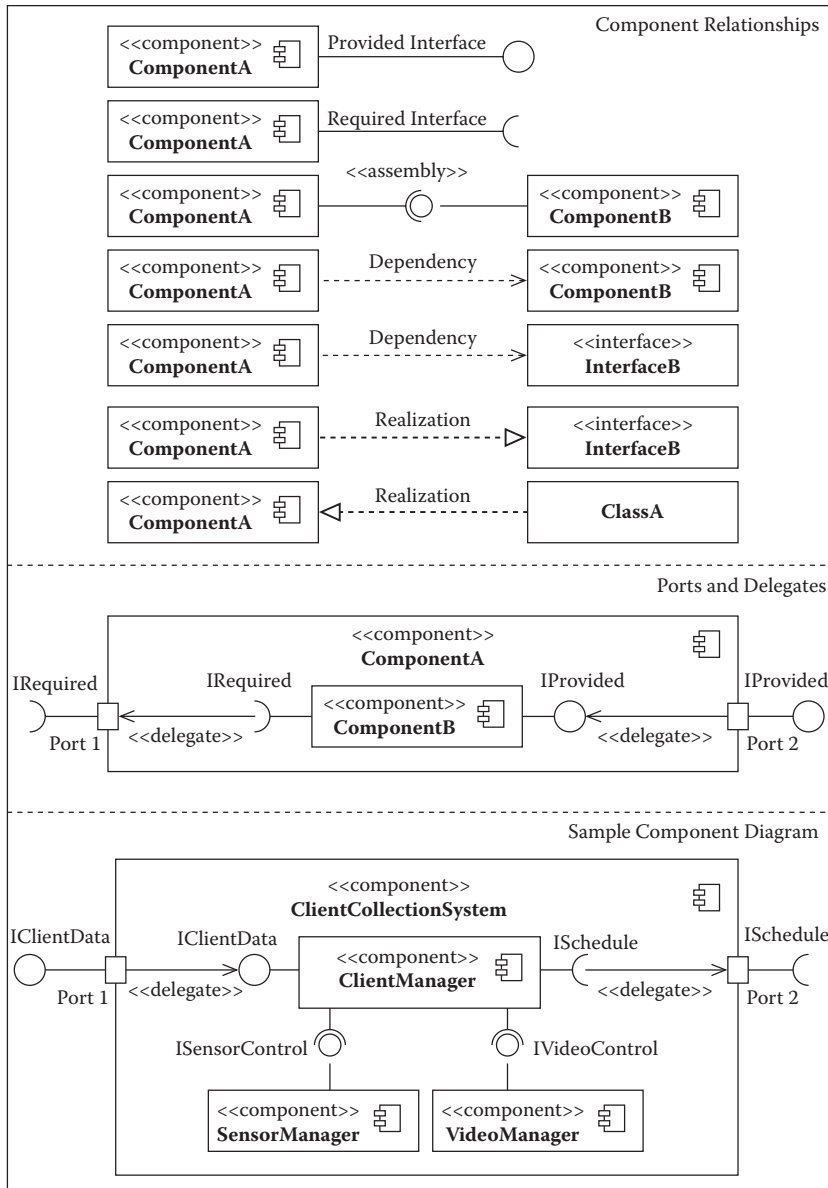 Component Relationships
<<component>>
ComponentA
Provided Interface
<<component>>
ComponentA
Required Interface
<<component>>
ComponentA
<<assembly>>
<<component>>
ComponentB
<<component>>
ComponentA
Dependency
<<component>>
ComponentB
<<component>>
ComponentA
Dependency
<<interface>>
InterfaceB
<<component>>
ComponentA
Realization
<<interface>>
InterfaceB
<<component>>
ComponentA
Realization
ClassA
Ports and Delegates
<<component>>
ComponentA
IRequired
IRequired
<<component>>
ComponentB
IProvided
IProvided
Port 1
<<delegate>>
<<delegate>>
Port 2
Sample Component Diagram
<<component>>
ClientCollectionSystem
IClientData
IClientData
<<component>>
ClientManager
ISchedule
ISchedule
Port 1
<<delegate>>
<<delegate>>
Port 2
ISensorControl
IVideoControl
<<component>>
SensorManager
<<component>>
VideoManager